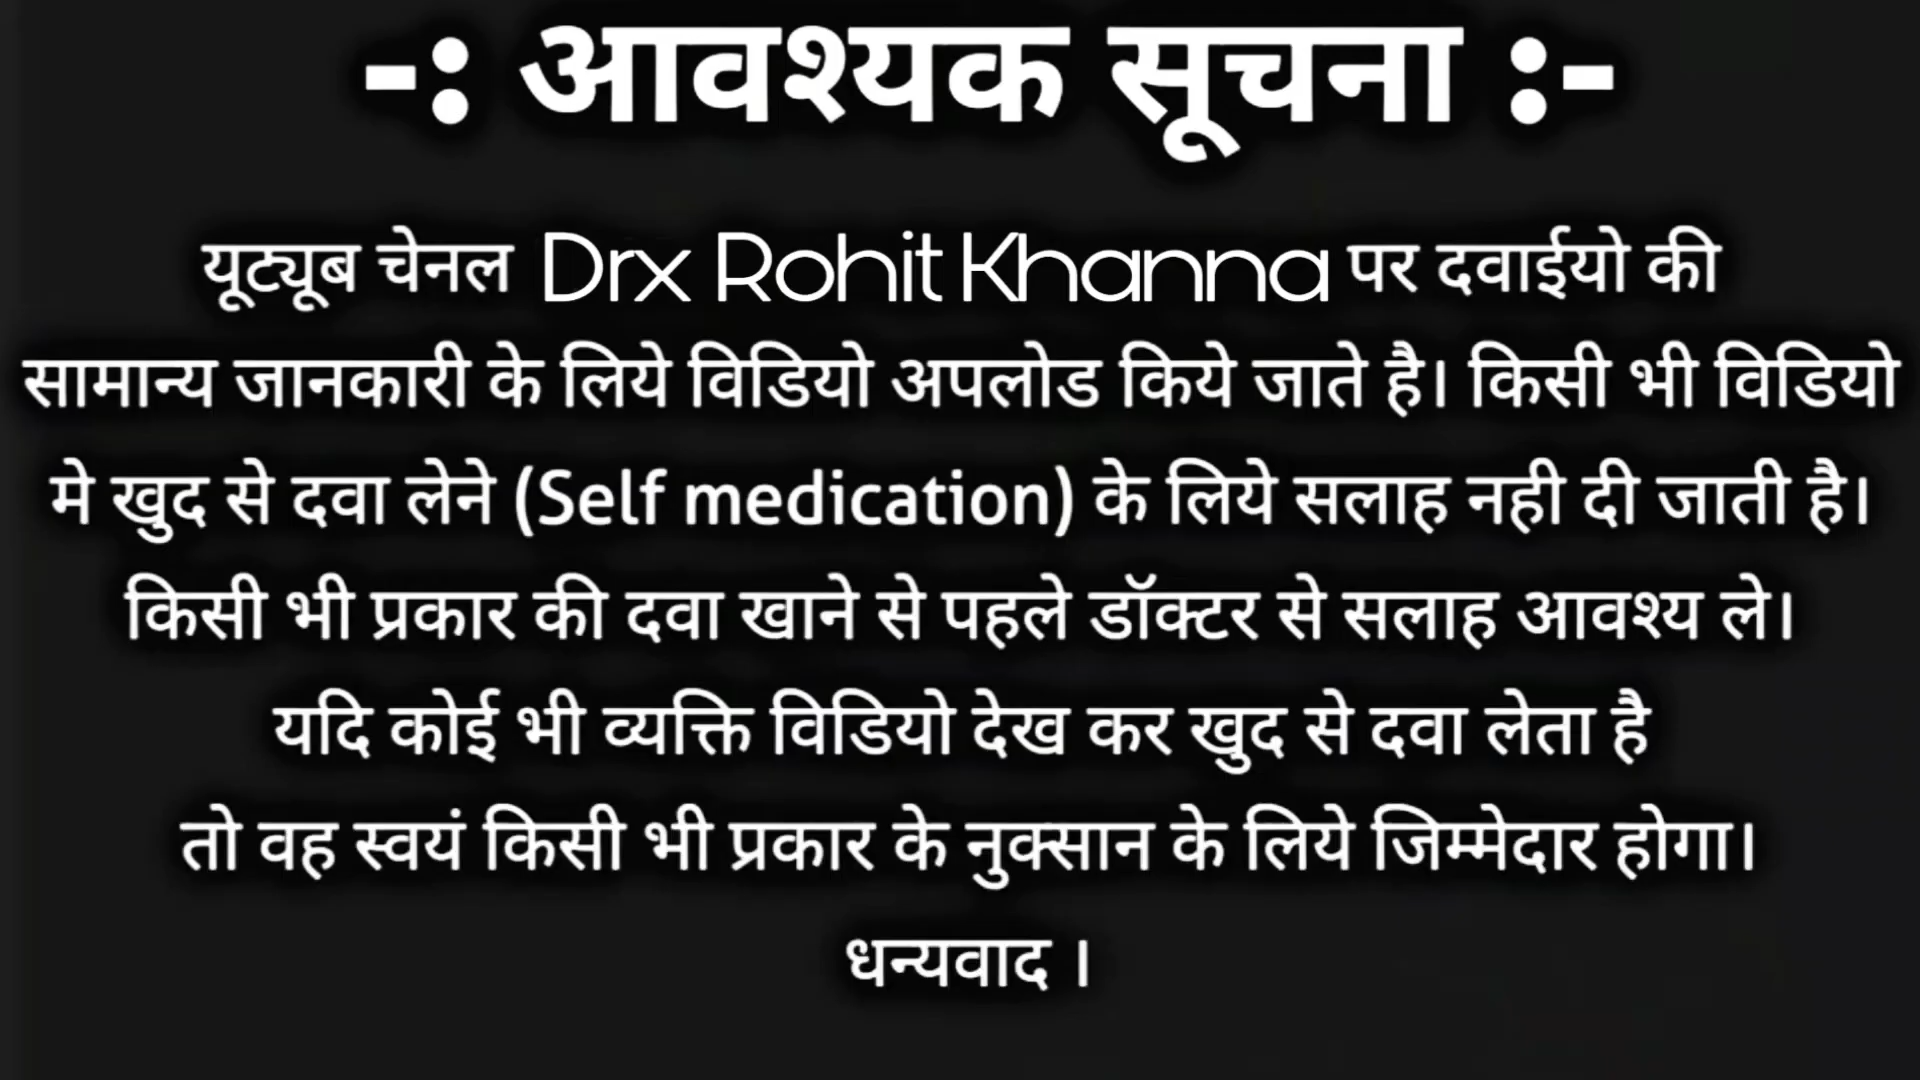 -: आवश्यक सूचना :-
यूट्यूब चेनल Drx Rohit Khanna पर दवाईयो की
सामान्य जानकारी के लिये विडियो अपलोड किये जाते है। किसी भी विडियो
मे खुद से दवा लेने (Self medication) के लिये सलाह नही दी जाती है।
किसी भी प्रकार की दवा खाने से पहले डॉक्टर से सलाह आवश्य ले।
यदि कोई भी व्यक्ति विडियो देख कर खुद से दवा लेता है
तो वह स्वयं किसी भी प्रकार के नुक्सान के लिये जिम्मेदार होगा।
धन्यवाद ।